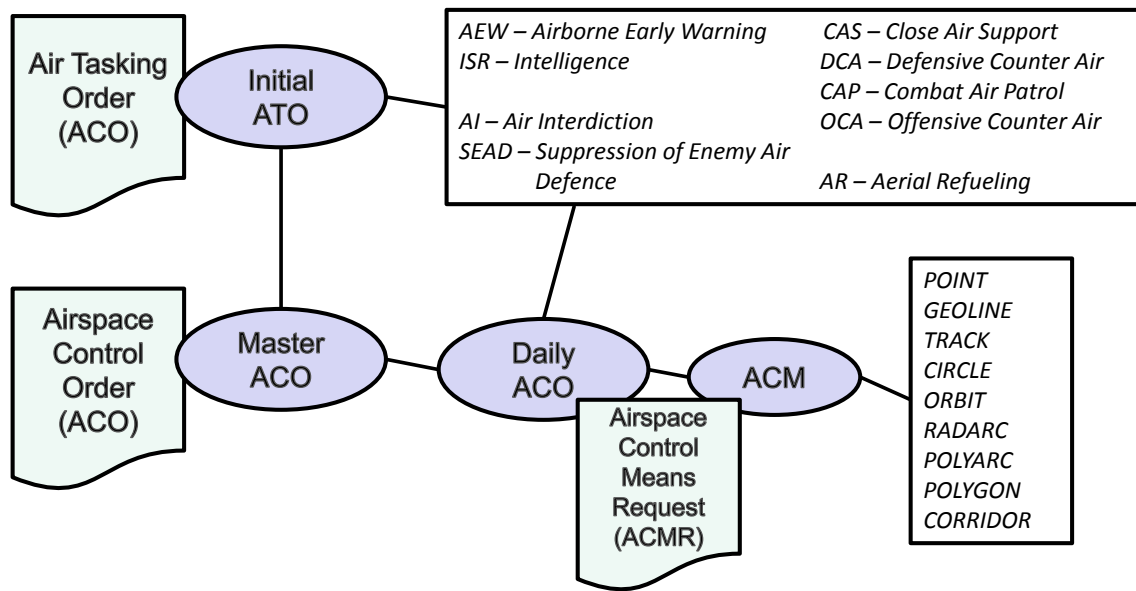 Air Tasking
Order
(ACO)
Initial
ATO
AEW – Airborne Early Warning
ISR – Intelligence
AI – Air Interdiction
SEAD – Suppression of Enemy Air
Defence
CAS – Close Air Support
DCA – Defensive Counter Air
CAP – Combat Air Patrol
OCA – Offensive Counter Air
AR – Aerial Refueling
Airspace
Control
Order
(ACO)
Master
ACO
Daily
ACO
ACM
Airspace
Control
Means
Request
(ACMR)
POINT
GEOLINE
TRACK
CIRCLE
ORBIT
RADARC
POLYARC
POLYGON
CORRIDOR